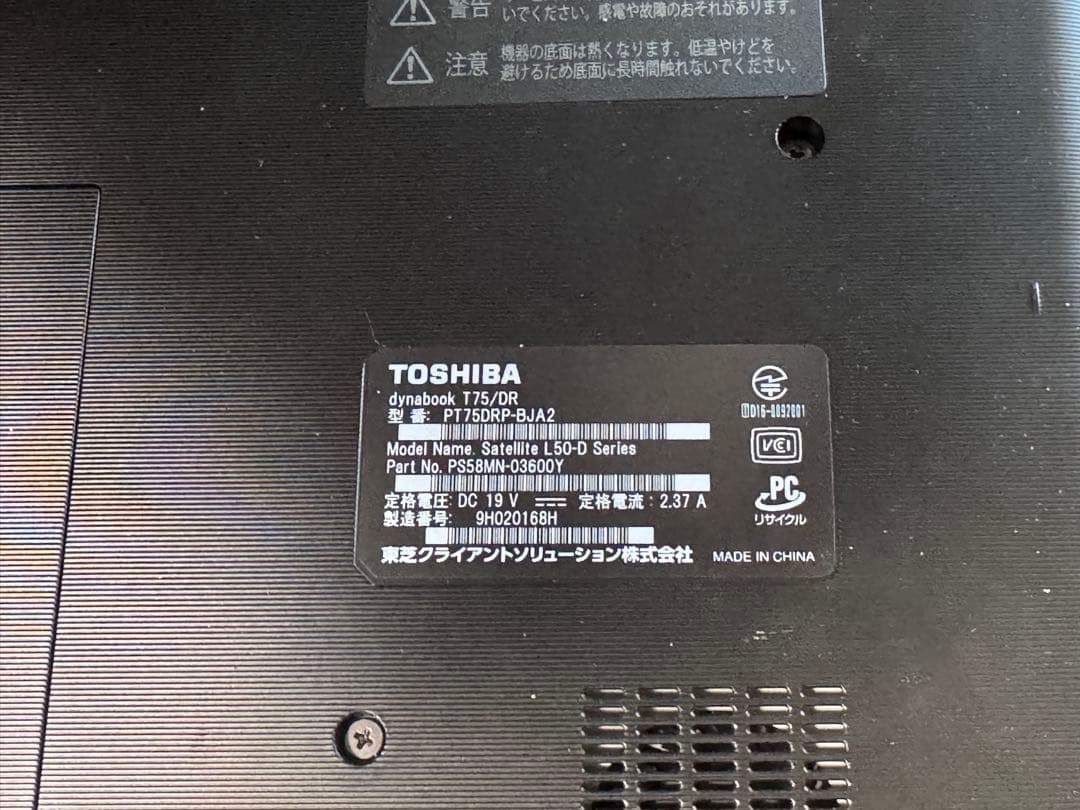 警告 いでください。感電や故障のおそれがあります。
注意 機器の底面は熱くなります。低温やけどを
避けるため底面に長時間触れないでください。
TOSHIBA
dynabook T75/DR
型 番: PT75DRP-BJA2
Model Name. Satellite L50-D Series
Part No. PS58MN-03600Y
定格電圧: DC 19 V 定格電流 : 2.37 A
製造番号: 9H020168H
東芝クライアントソリューション株式会社
MADE IN CHINA
VCCI
PC
リサイクル